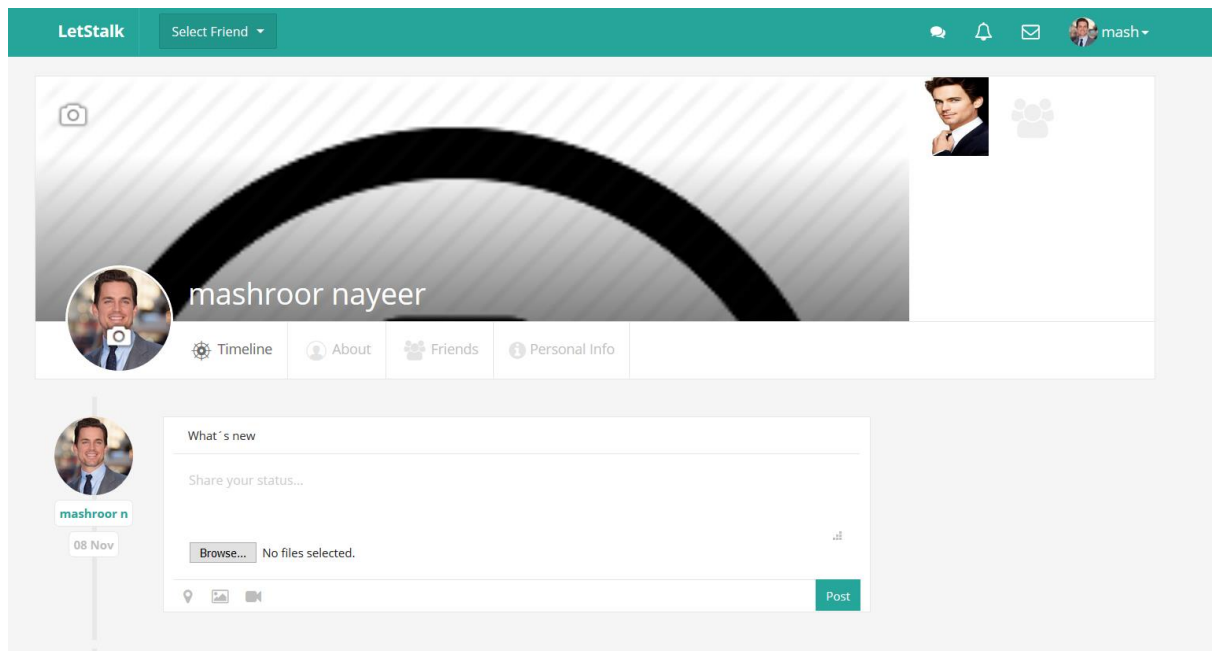 LetStalk Select Friend mash
mashroor nayeer
Timeline About Friends Personal Info
What´s new
Share your status...
mashroor n
08 Nov
Browse... No files selected.
Post